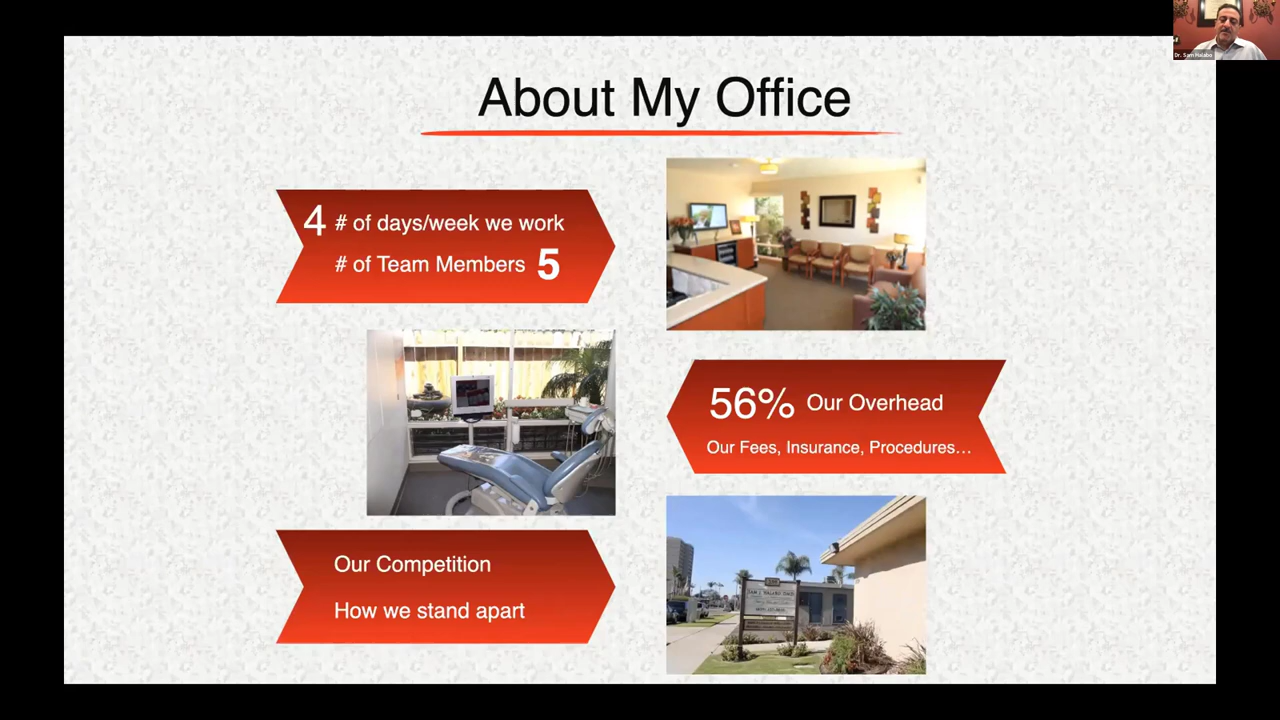 Dr. Sam Halabo
About My Office
4 # of days/week we work
# of Team Members 5
56% Our Overhead
Our Fees, Insurance, Procedures...
Our Competition
How we stand apart